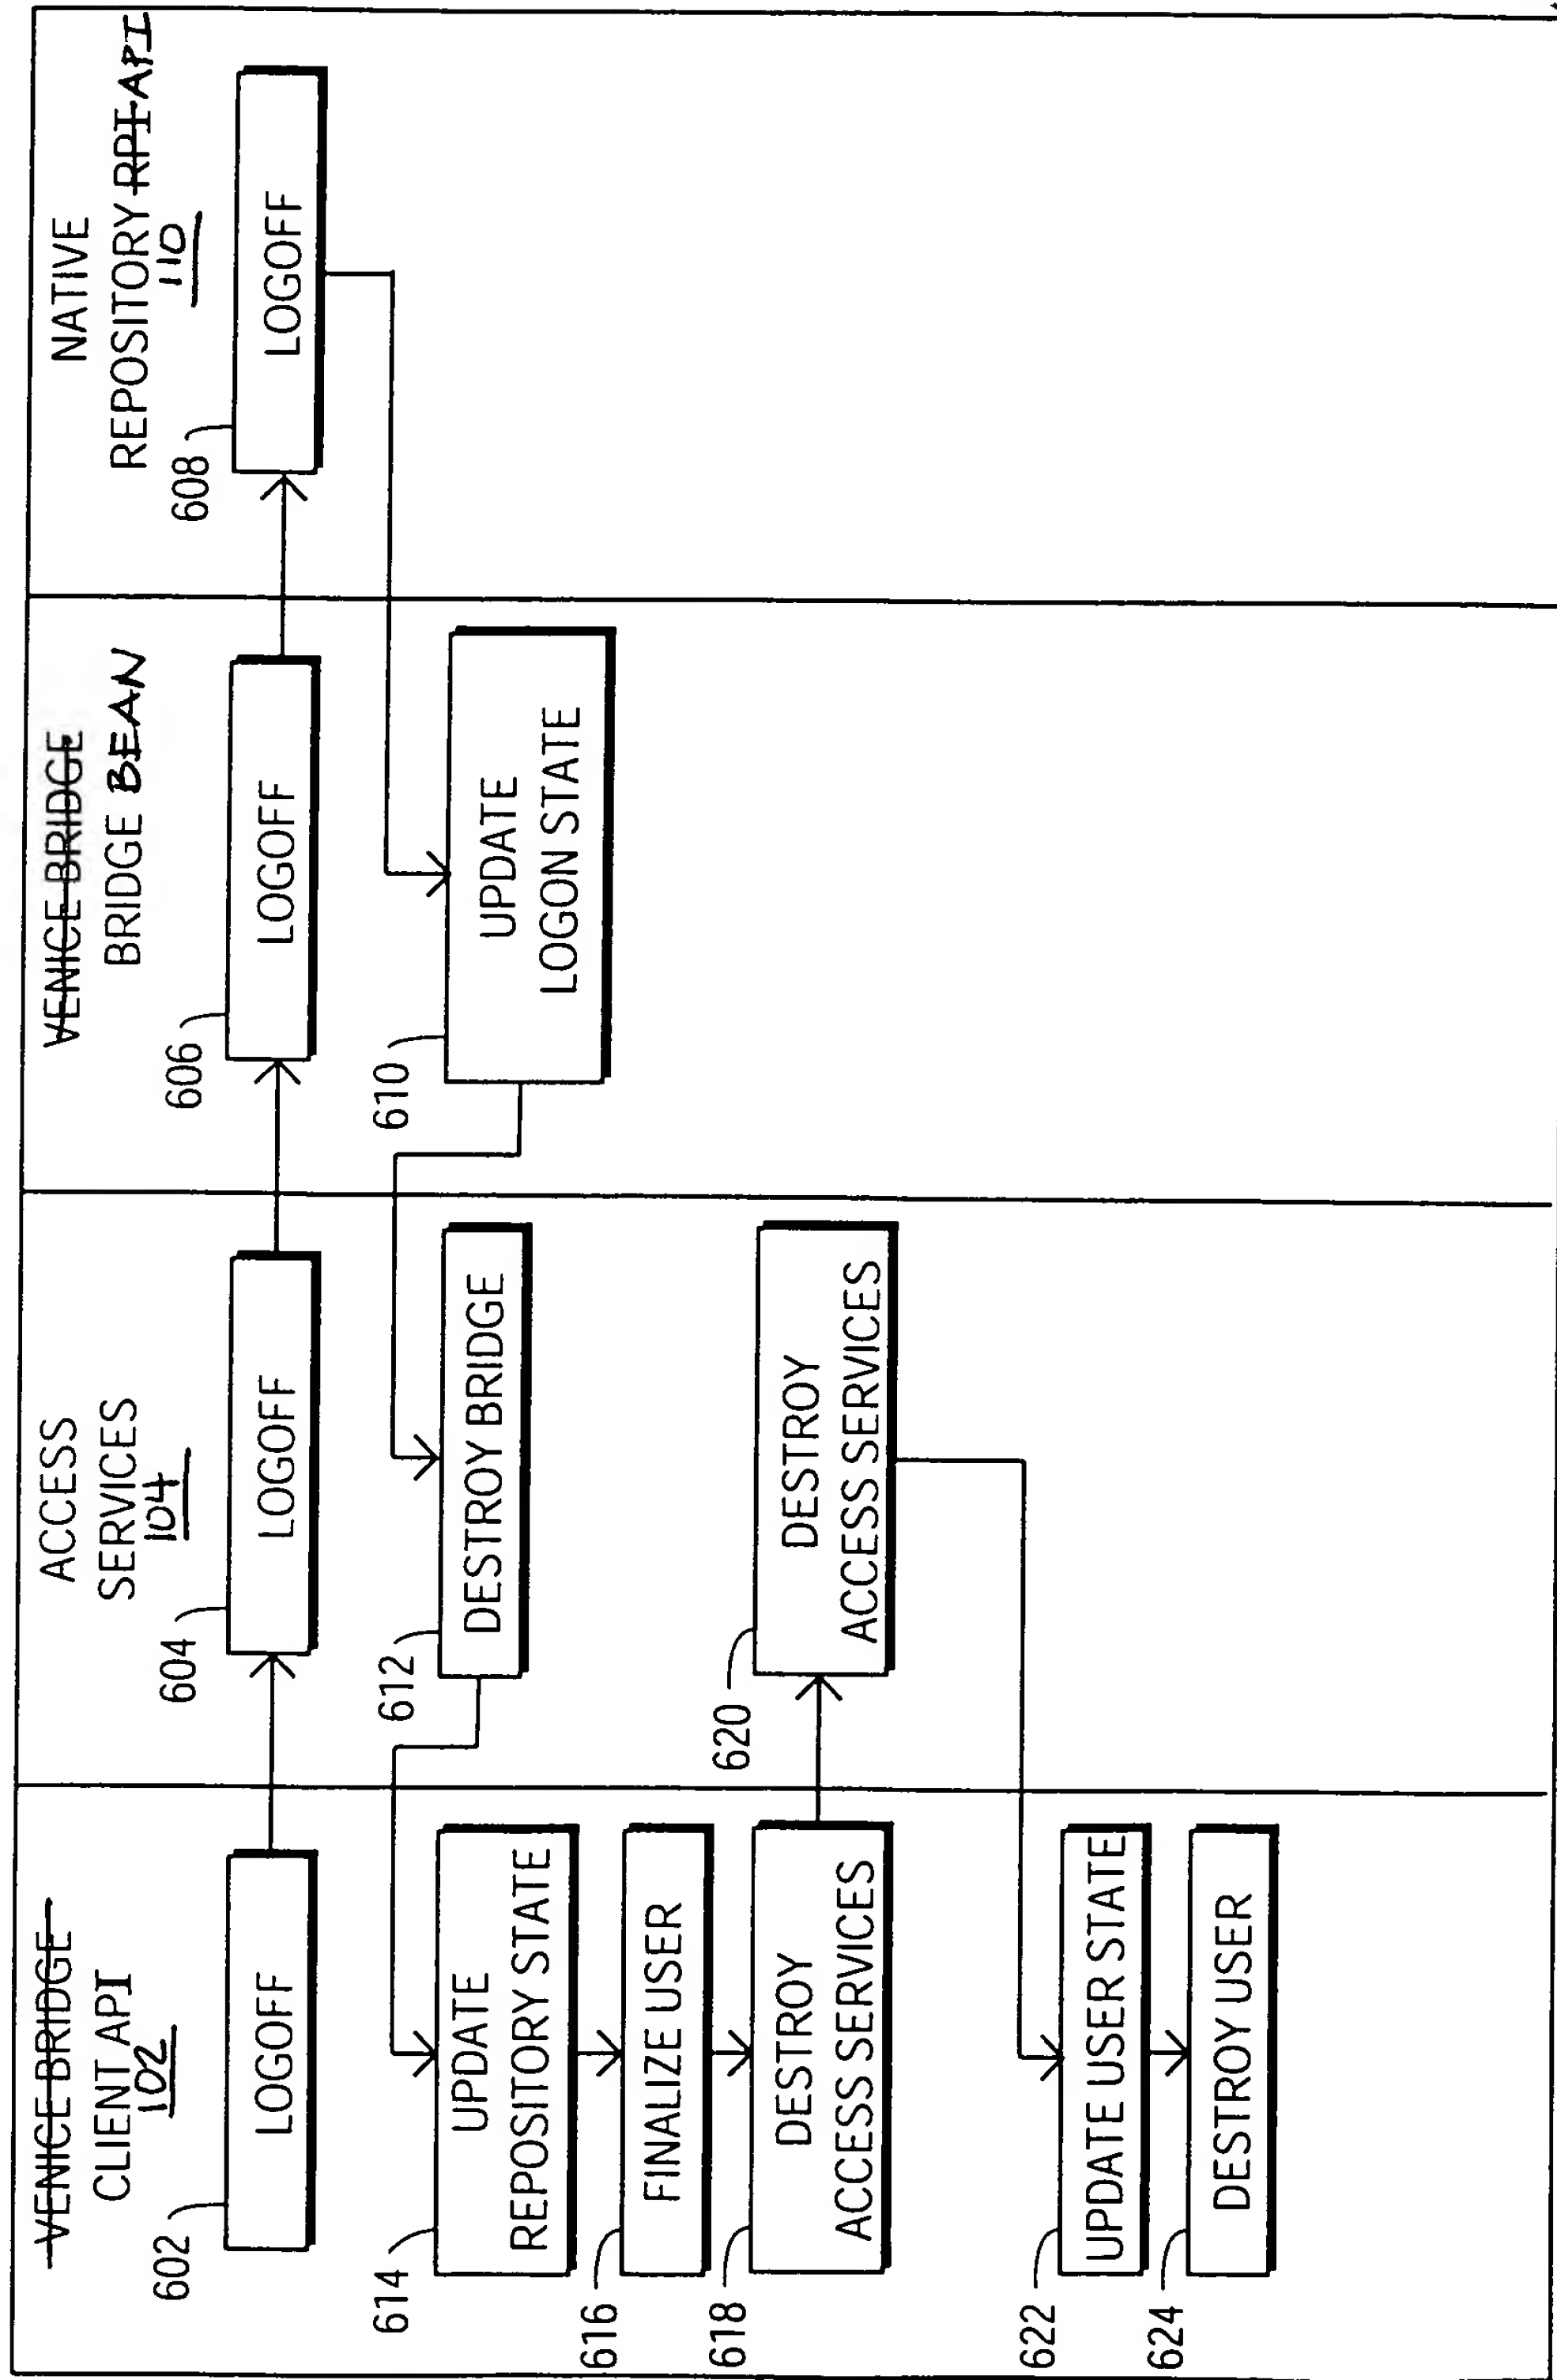 VENICE BRIDGE
CLIENT API
102
602
LOGOFF
614
UPDATE
REPOSITORY STATE
616
FINALIZE USER
618
DESTROY
ACCESS SERVICES
622
UPDATE USER STATE
624
DESTROY USER
ACCESS
SERVICES
104
604
LOGOFF
612
DESTROY BRIDGE
620
DESTROY
ACCESS SERVICES
VENICE BRIDGE
BRIDGE BEAN
606
LOGOFF
610
UPDATE
LOGON STATE
NATIVE
REPOSITORY RPI API
110
608
LOGOFF